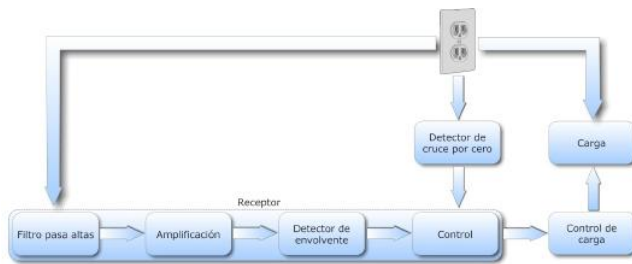 Detector de
cruce por cero
Carga
Receptor
Filtro pasa altas
Amplificación
Detector de
envolvente
Control
Control de
carga